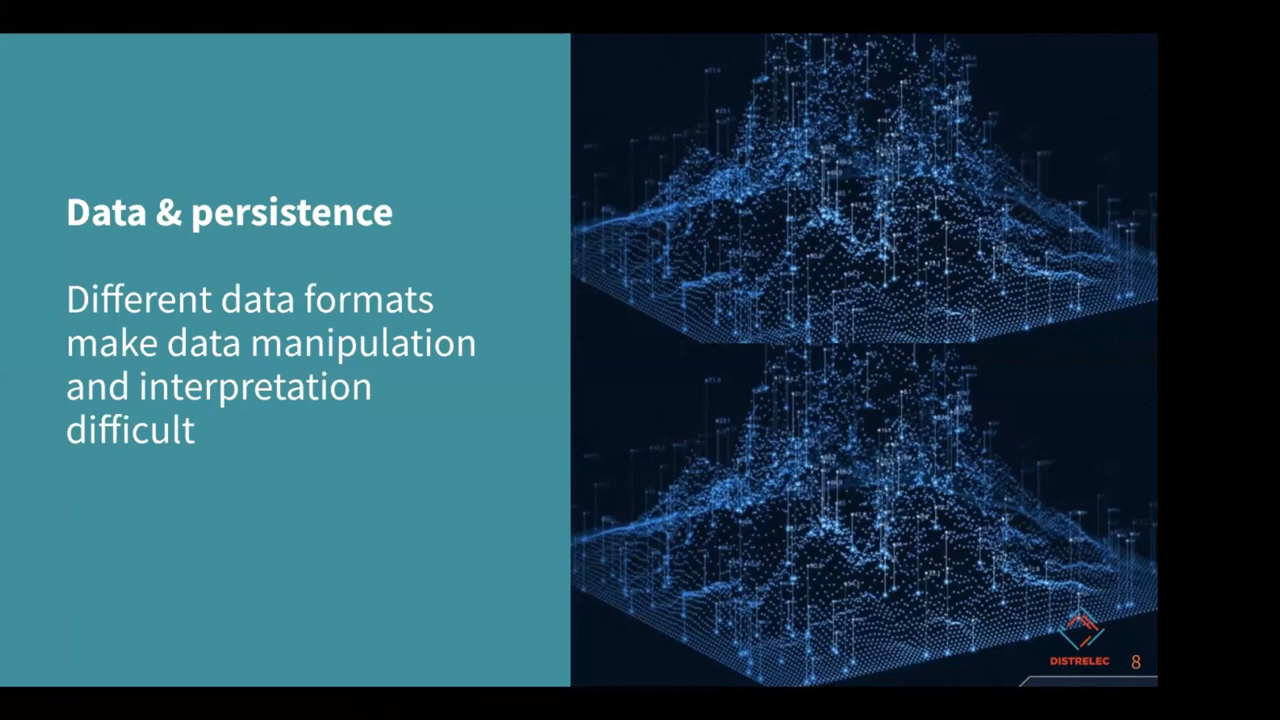 Data & persistence
Different data formats
make data manipulation
and interpretation
difficult
DISTRELEC
8